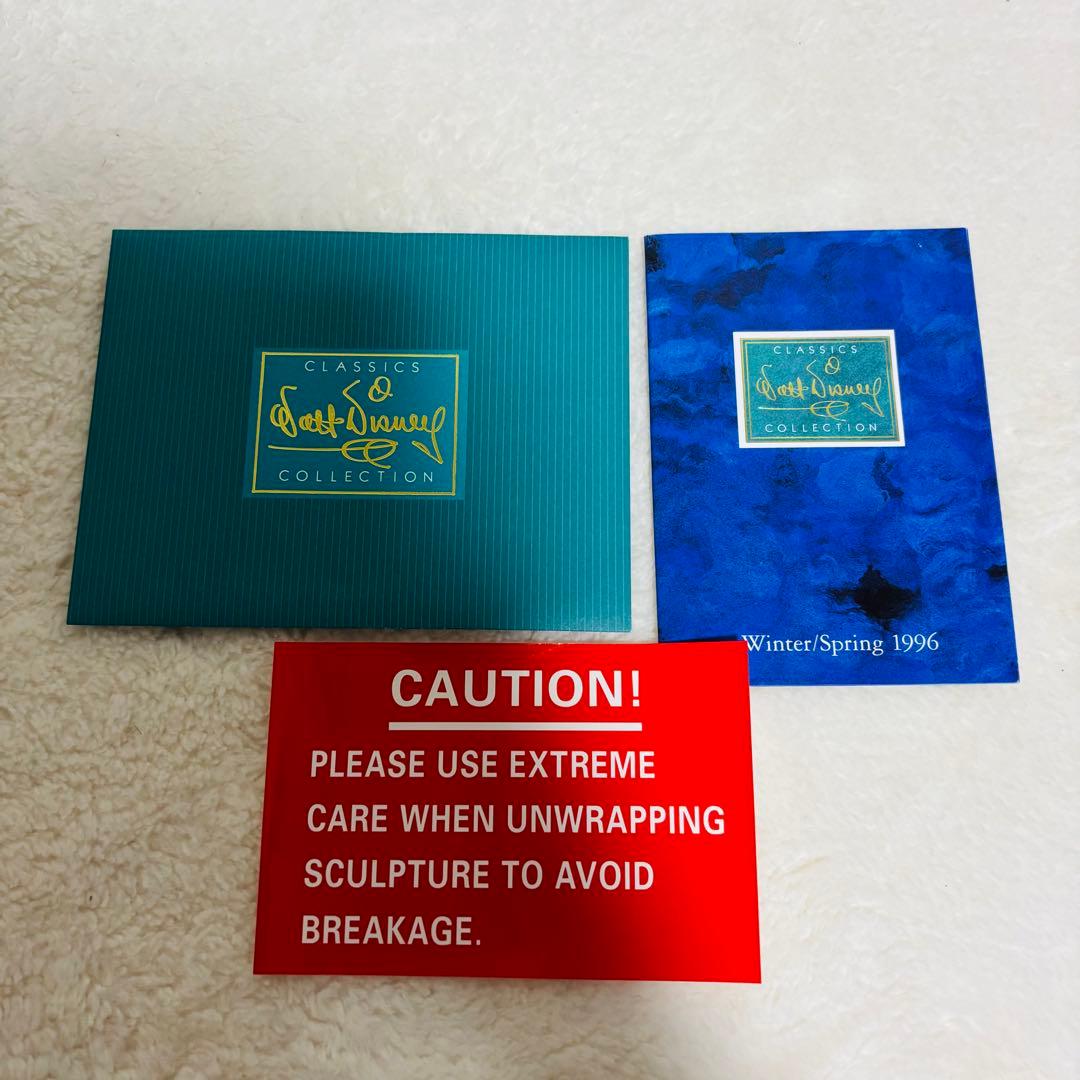 CLASSICS
Walt Disney
COLLECTION
CLASSICS
Walt Disney
COLLECTION
Winter/Spring 1996
CAUTION!
PLEASE USE EXTREME
CARE WHEN UNWRAPPING
SCULPTURE TO AVOID
BREAKAGE.